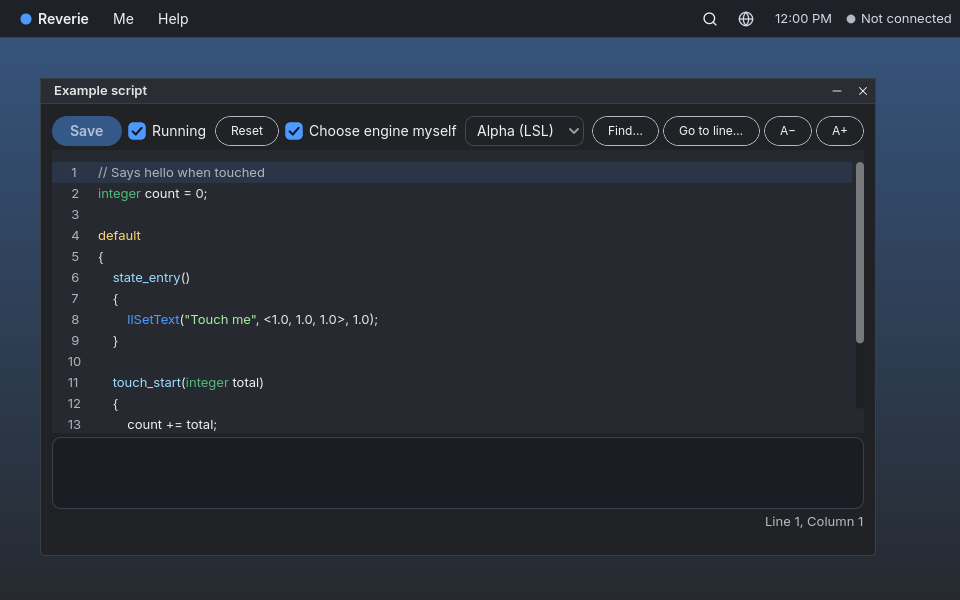 Reverie Me Help 12:00 PM Not connected
Example script
Save Running Reset Choose engine myself Alpha (LSL) Find... Go to line... A− A+
1 // Says hello when touched
2 integer count = 0;
3
4 default
5 {
6 state_entry()
7 {
8 llSetText("Touch me", <1.0, 1.0, 1.0>, 1.0);
9 }
10
11 touch_start(integer total)
12 {
13 count += total;
Line 1, Column 1